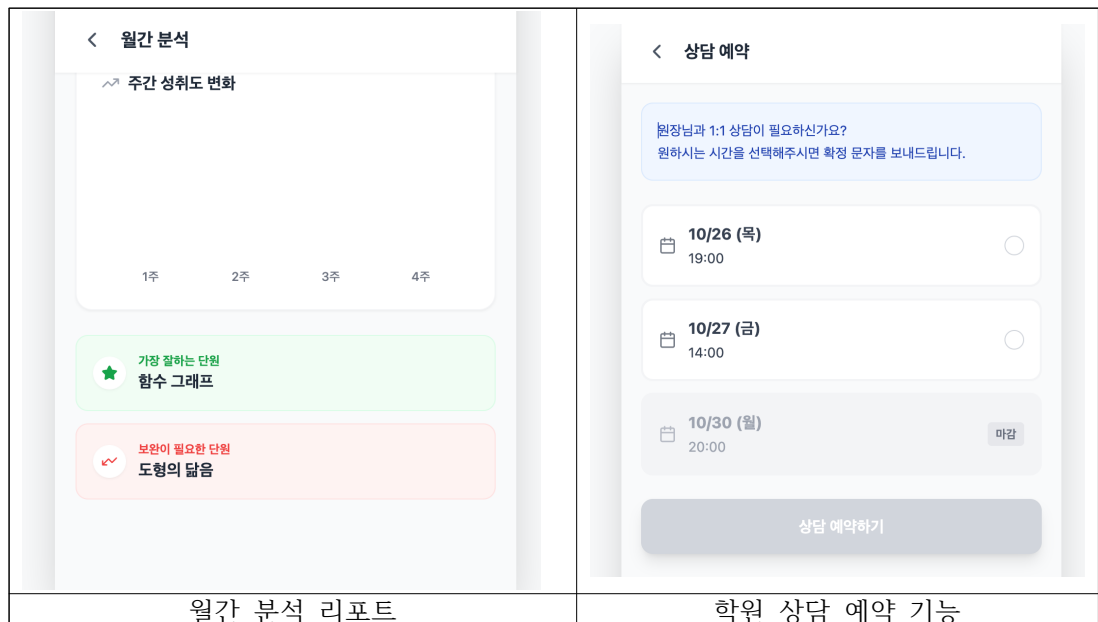 월간 분석
주간 성취도 변화
1주 2주 3주 4주
가장 잘하는 단원
함수 그래프
보완이 필요한 단원
도형의 닮음
월간 분석 리포트
상담 예약
원장님과 1:1 상담이 필요하신가요?
원하시는 시간을 선택해주시면 확정 문자를 보내드립니다.
10/26 (목)
19:00
10/27 (금)
14:00
10/30 (월)
20:00
마감
상담 예약하기
학원 상담 예약 기능